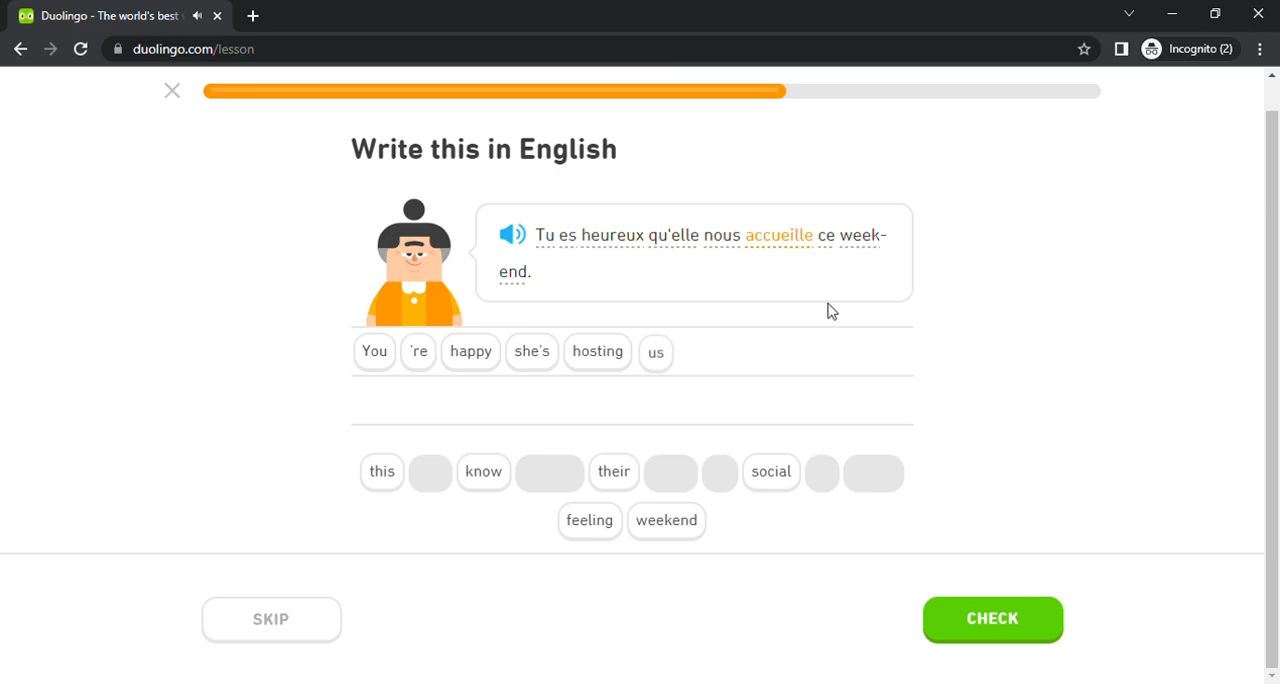 Duolingo - The world's best
duolingo.com/lesson
Incognito (2)
Write this in English
Tu es heureux qu'elle nous accueille ce week-
end.
You 're happy she's hosting us
this know their social
feeling weekend
SKIP
CHECK